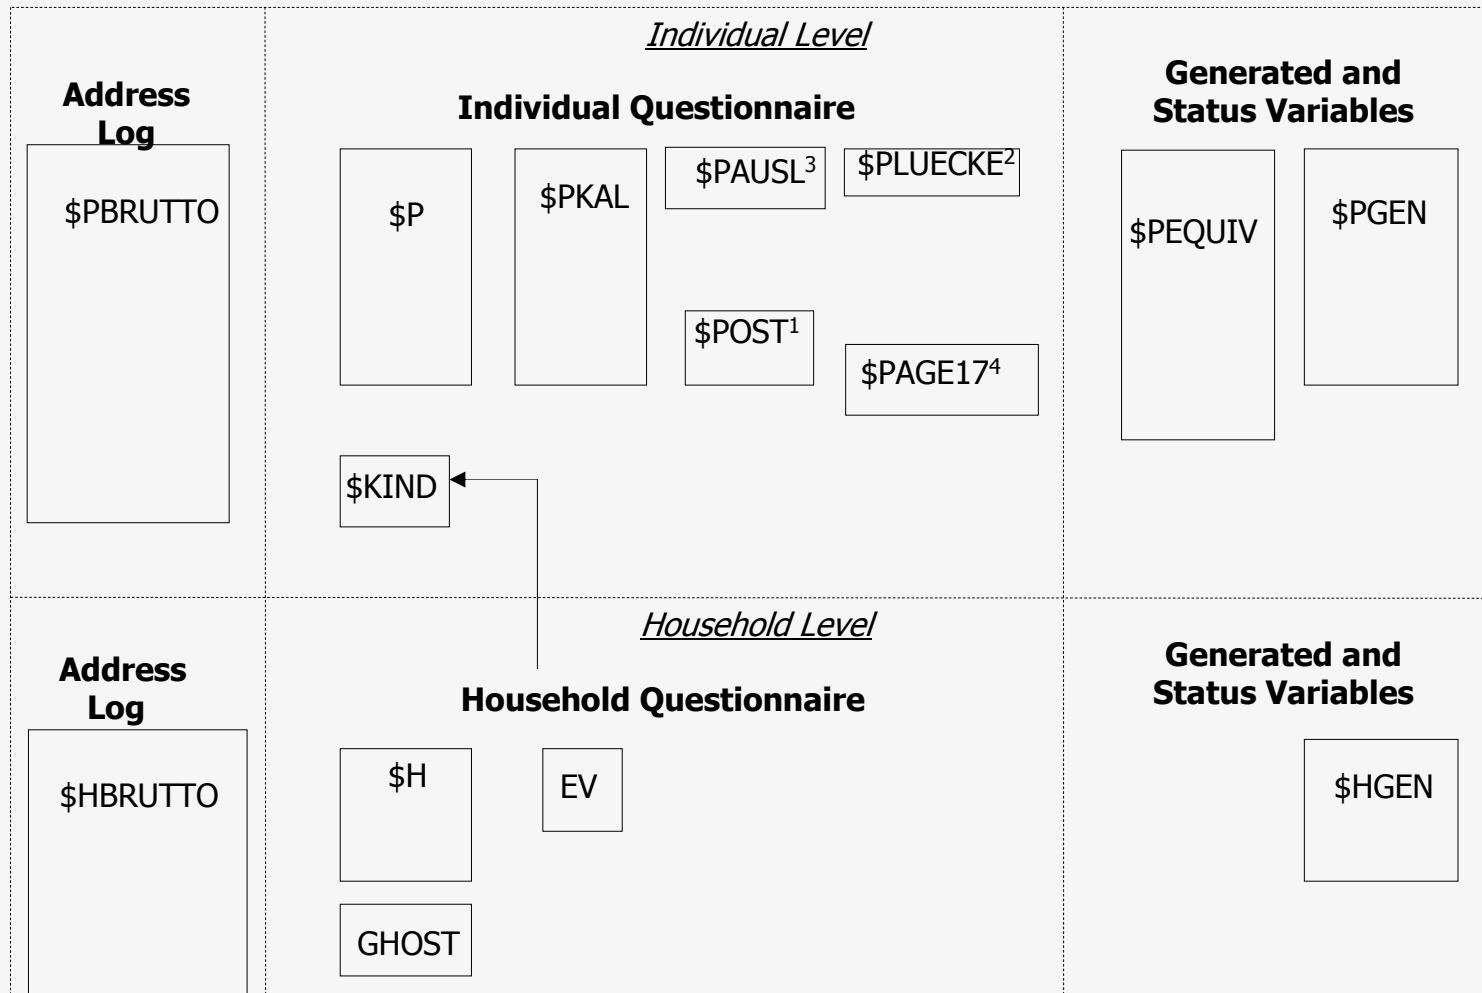 Individual Level
Address
Log
Individual Questionnaire
Generated and
Status Variables
$PBRUTTO
$P
$PKAL
$PAUSL³
$PLUECKE²
$PEQUIV
$PGEN
$POST¹
$PAGE17⁴
$KIND
Household Level
Address
Log
Household Questionnaire
Generated and
Status Variables
$HBRUTTO
$H
EV
$HGEN
GHOST